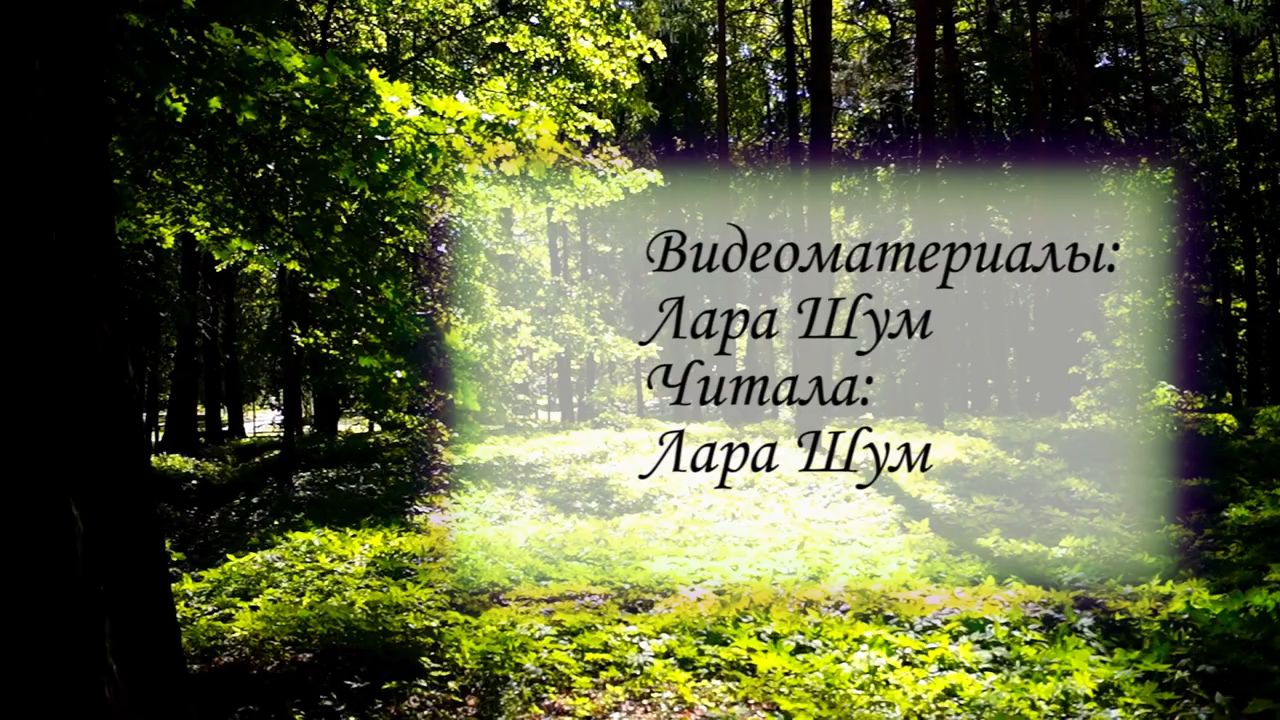 Видеоматериалы:
Лара Шум
Читала:
Лара Шум